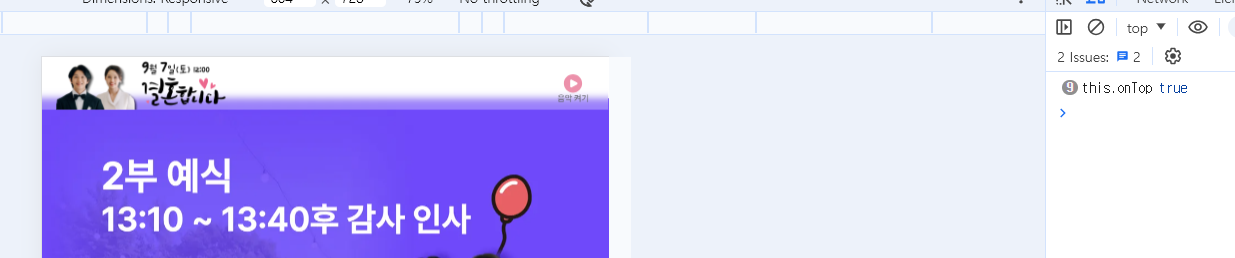 Dimensions: Responsive
×
No throttling
Network
top
2 Issues:
2
9월 7일(토) 12:00
결혼합니다
음악 켜기
9
this.onTop true
2부 예식
13:10 ~ 13:40후 감사 인사